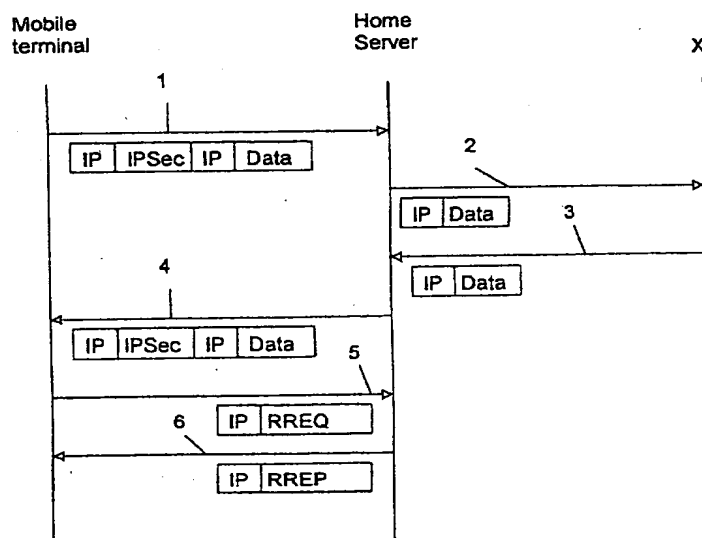 Mobile
terminal
Home
Server
X
1
IP IPSec IP Data
2
IP Data
3
IP Data
4
IP IPSec IP Data
5
IP RREQ
6
IP RREP